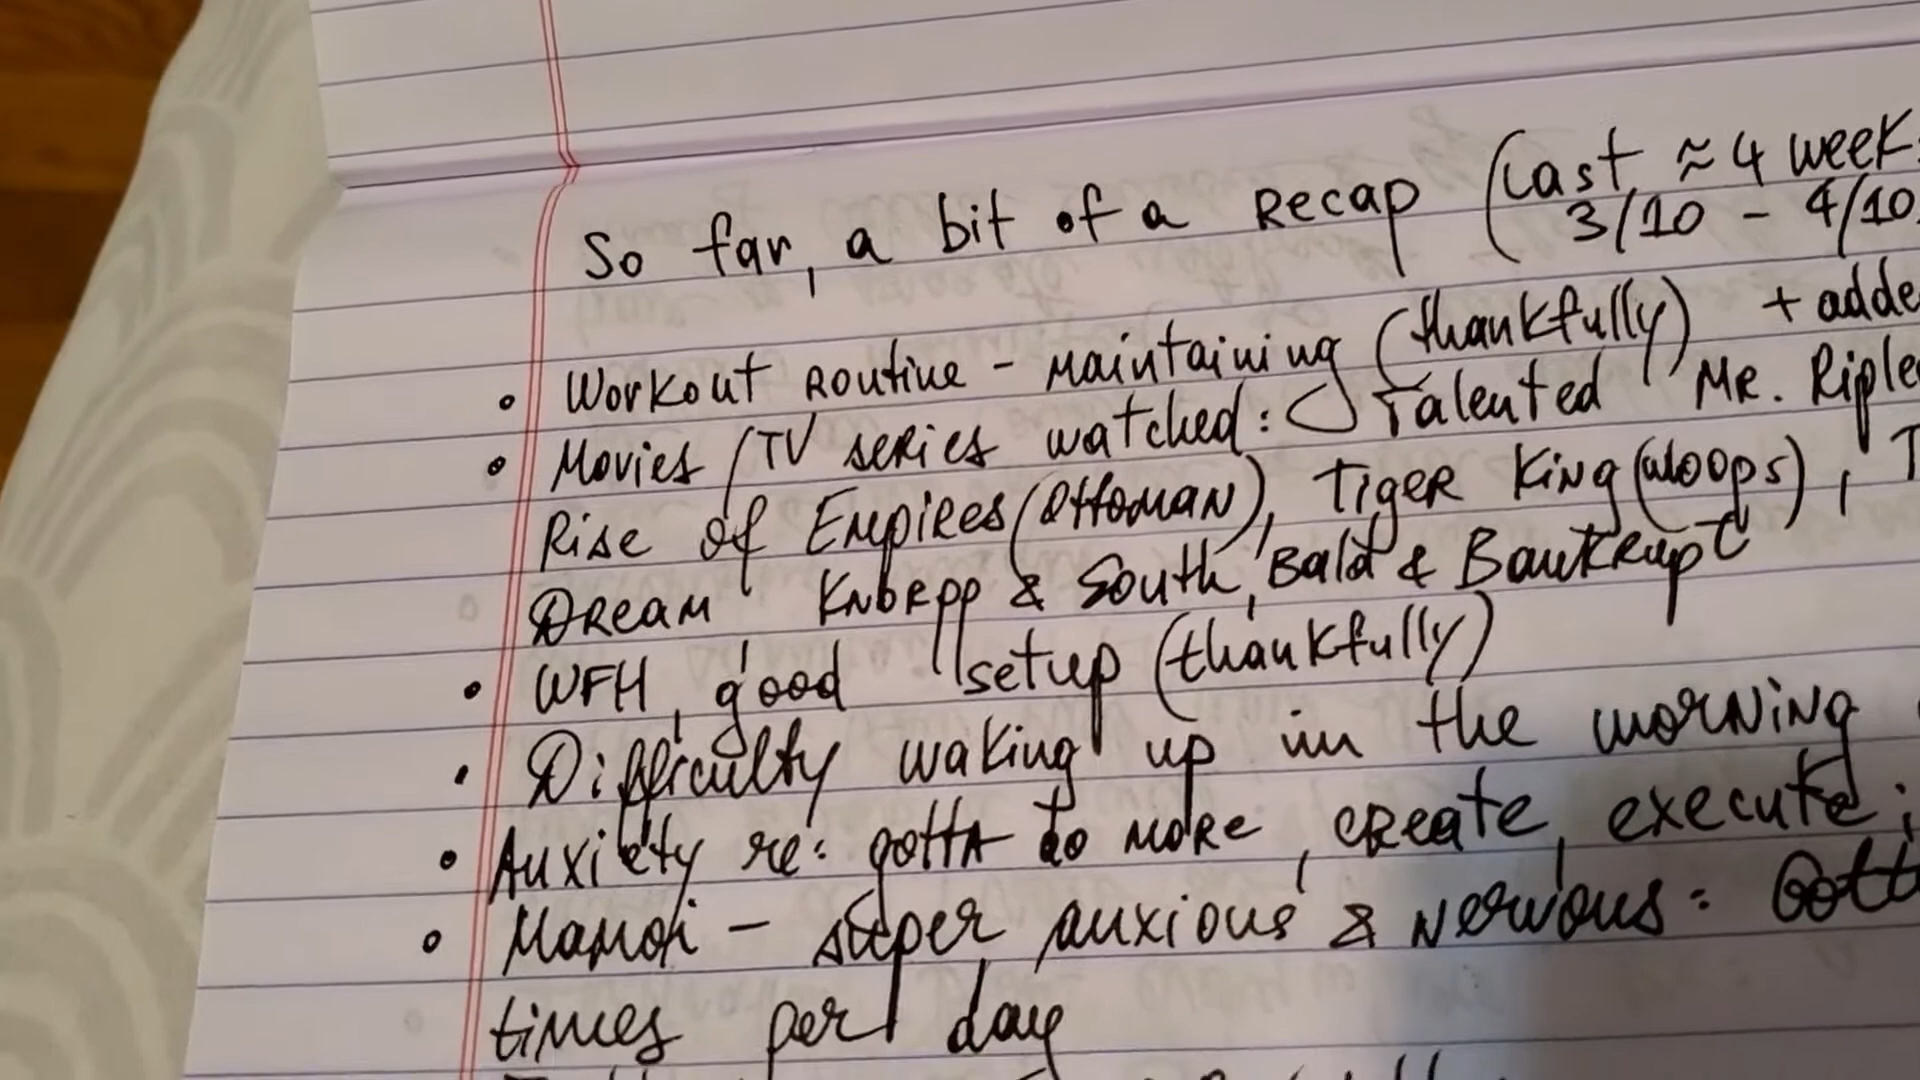 So far, a bit of a Recap (Last ≈ 4 week
3/10 - 4/10
• Workout Routine - Maintaining (thankfully) + adde
• Movies / TV series watched: Talented Mr. Riple
Rise of Empires (Ottoman), Tiger King (woops), T
Dream South, Bald & Bankrupt
• WFH, good setup (thankfully)
• Difficulty waking up in the morning
• Anxiety re: gotta do more, create, execute;
• - super anxious & nervous: Gott
times per day